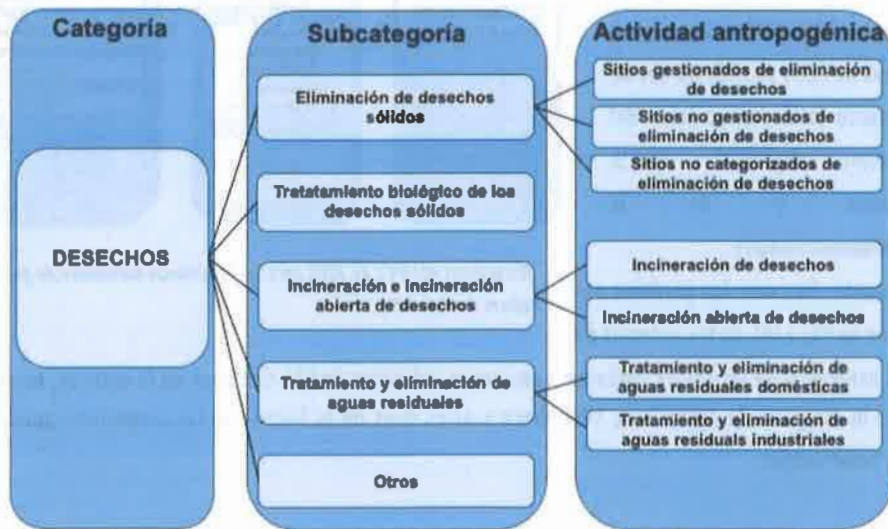 Categoría
DESECHOS
Subcategoría
Eliminación de desechos
sólidos
Tratatamiento biológico de los
desechos sólidos
Incineración e incineración
abierta de desechos
Tratamiento y eliminación de
aguas residuales
Otros
Actividad antropogénica
Sitios gestionados de eliminación
de desechos
Sitios no gestionados de
eliminación de desechos
Sitios no categorizados de
eliminación de desechos
Incineración de desechos
Incineración abierta de desechos
Tratamiento y eliminación de
aguas residuales domésticas
Tratamiento y eliminación de
aguas residuals industriales